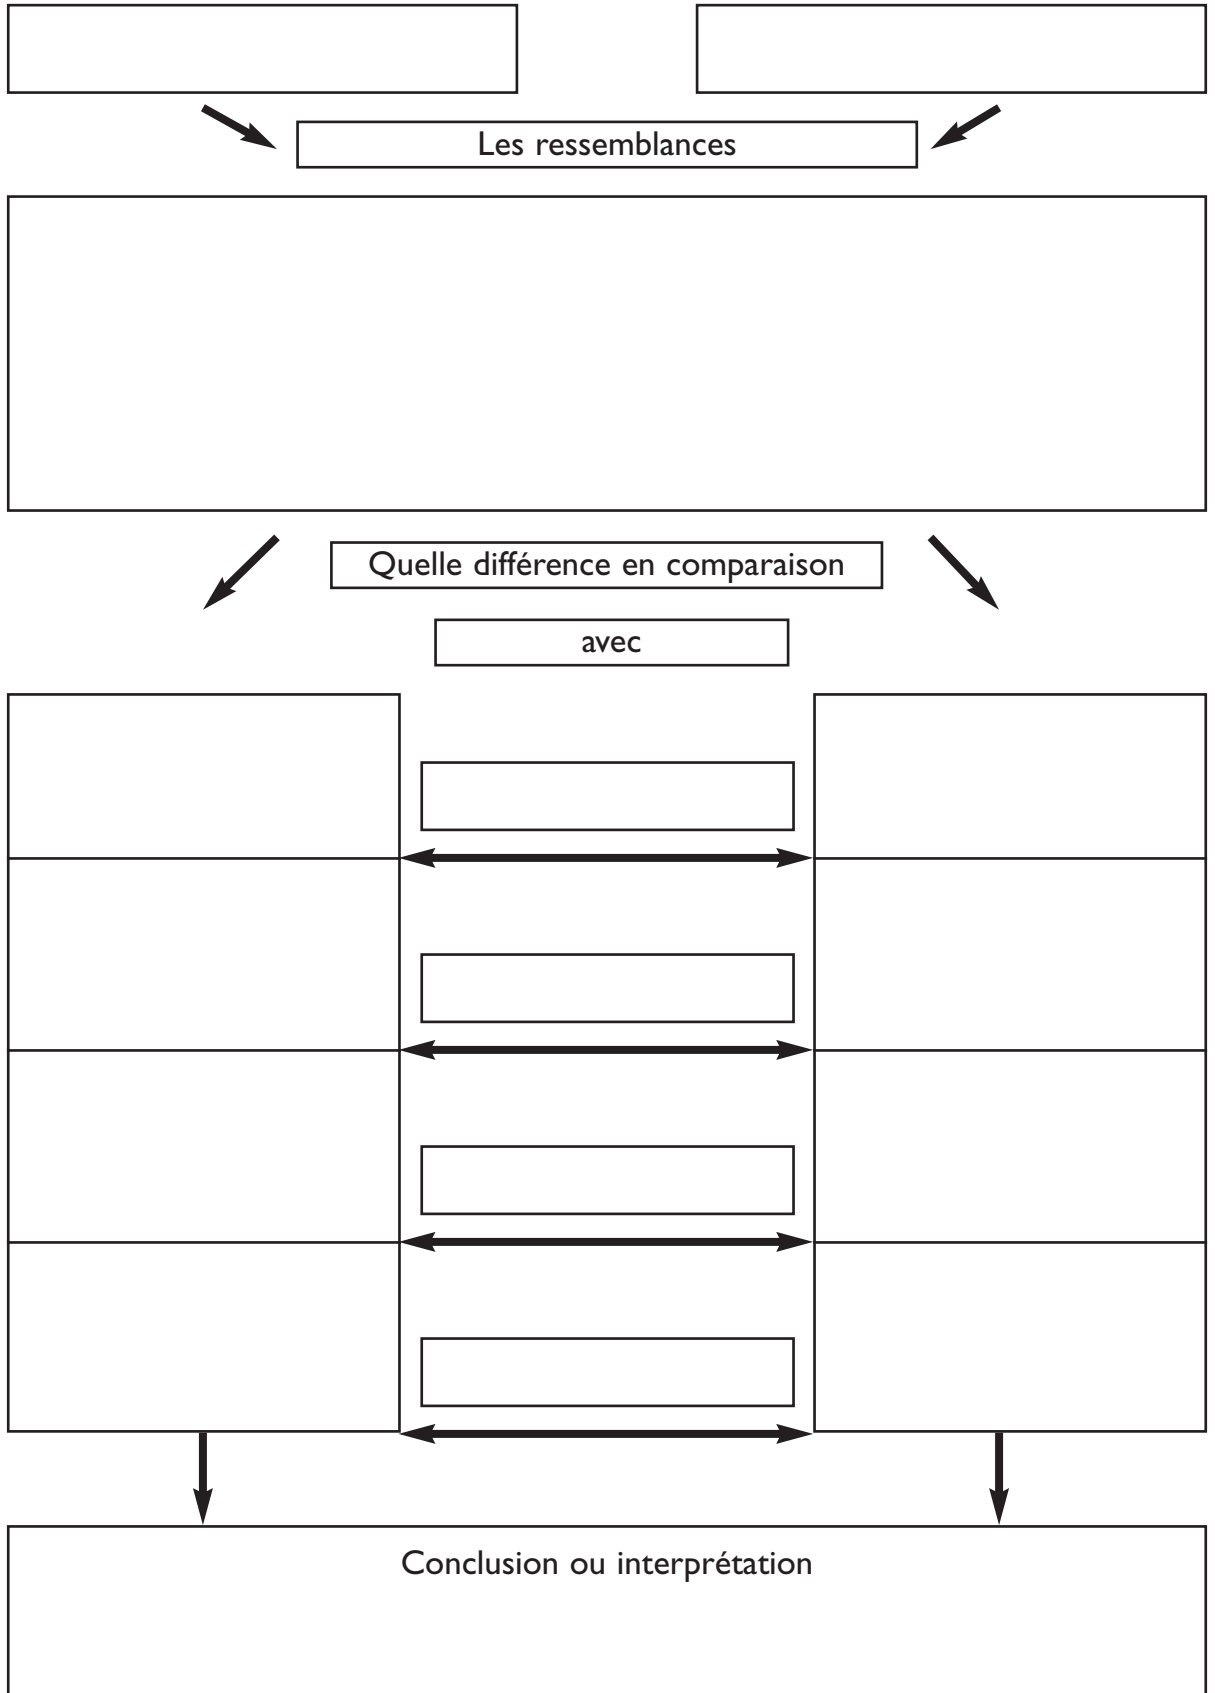 Les ressemblances
Quelle différence en comparaison
avec
Conclusion ou interprétation